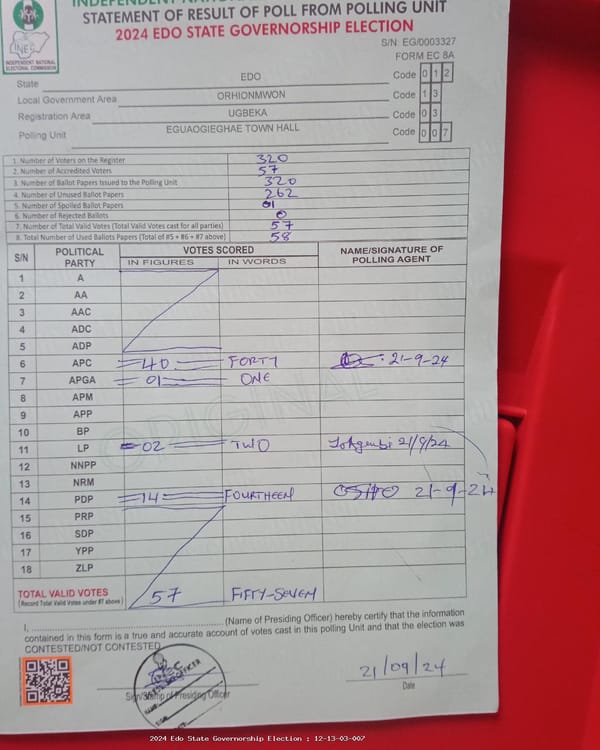 INDEPENDENT
STATEMENT OF RESULT OF POLL FROM POLLING UNIT
2024 EDO STATE GOVERNORSHIP ELECTION
INEC
INDEPENDENT NATIONAL
ELECTORAL COMMISSION
S/N: EG/0003327
FORM EC 8A
State EDO Code 0 1 2
Local Government Area ORHIONMWON Code 1 3
Registration Area UGBEKA Code 0 3
Polling Unit EGUAOGIEGHAE TOWN HALL Code 0 0 7
1. Number of Voters on the Register 320
2. Number of Accredited Voters 57
3. Number of Ballot Papers Issued to the Polling Unit 320
4. Number of Unused Ballot Papers 262
5. Number of Spoiled Ballot Papers 01
6. Number of Rejected Ballots 0
7. Number of Total Valid Votes (Total Valid Votes cast for all parties) 57
8. Total Number of Used Ballots Papers (Total of #5 + #6 + #7 above) 58
S/N POLITICAL PARTY VOTES SCORED NAME/SIGNATURE OF POLLING AGENT
IN FIGURES IN WORDS
1 A
2 AA
3 AAC
4 ADC
5 ADP
6 APC 40 FORTY 21-9-24
7 APGA 01 ONE
8 APM
9 APP
10 BP
11 LP 02 TWO 21/9/24
12 NNPP
13 NRM
14 PDP 14 FOURTHEEN 21-9-24
15 PRP
16 SDP
17 YPP
18 ZLP
TOTAL VALID VOTES 57 FIFTY-SEVEN
(Record Total Valid Votes under #7 above)
ORIGINAL
I, ........ (Name of Presiding Officer) hereby certify that the information
contained in this form is a true and accurate account of votes cast in this polling Unit and that the election was
CONTESTED/NOT CONTESTED
21/09/24
Sign/Stamp of Presiding Officer
Date
2024 Edo State Governorship Election : 12-13-03-007